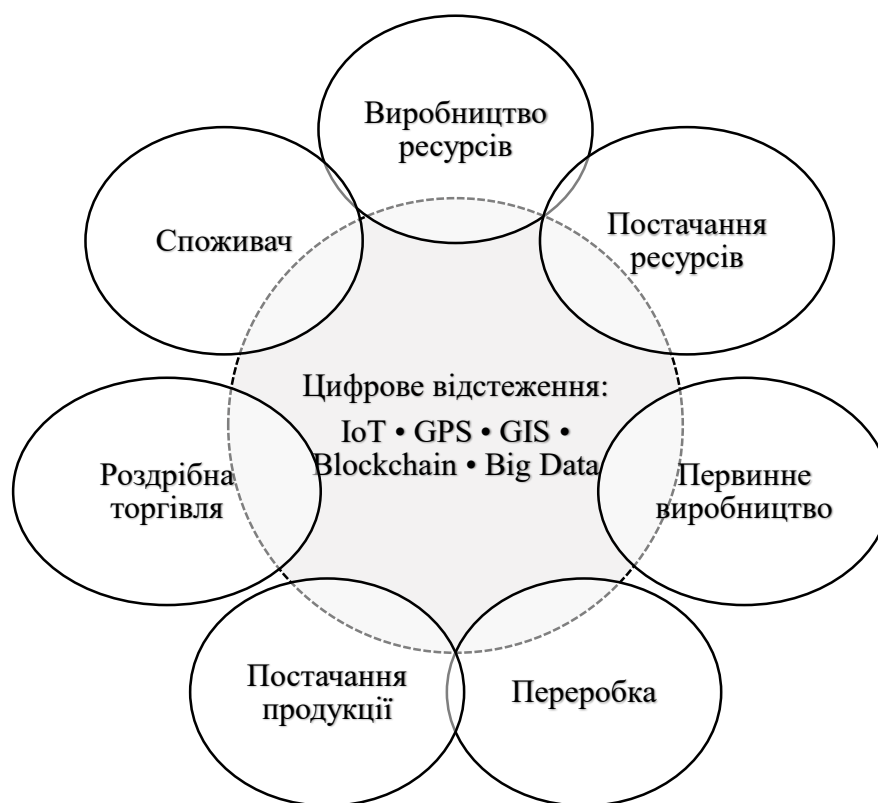 Виробництво
ресурсів
Постачання
ресурсів
Споживач
Цифрове відстеження:
IoT • GPS • GIS •
Blockchain • Big Data
Роздрібна
торгівля
Первинне
виробництво
Постачання
продукції
Переробка